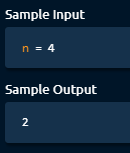 Sample Input
n = 4
Sample Output
2